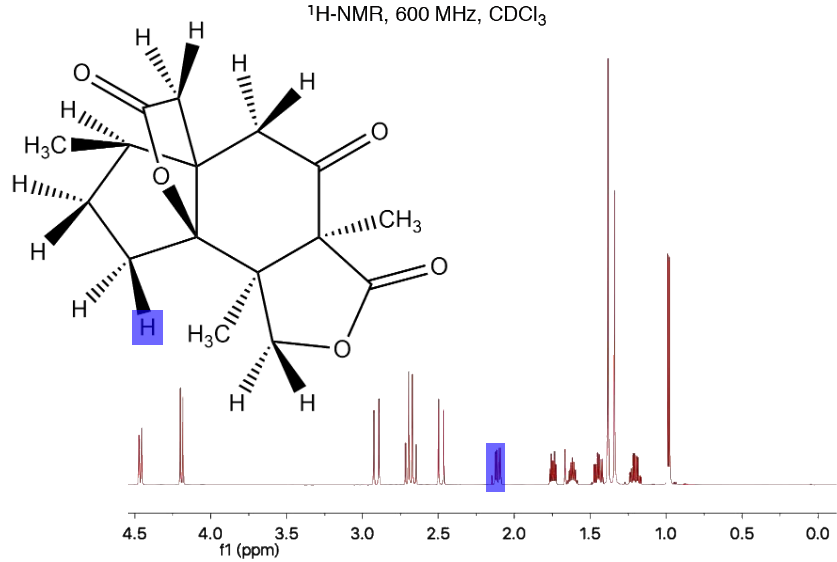 ¹H-NMR, 600 MHz, CDCl₃
H H
O H H
H
H₃C O
O
H CH₃
H O
H H H₃C
O
H H
4.5 4.0 3.5 3.0 2.5 2.0 1.5 1.0 0.5 0.0
f1 (ppm)